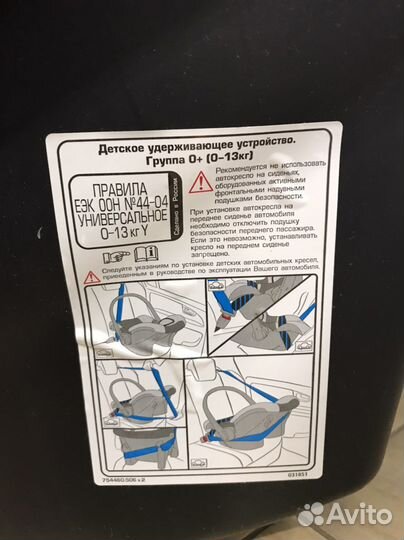 Детское удерживающее устройство.
Группа 0+ (0-13кг)
ПРАВИЛА
ЕЭК ООН №44-04
УНИВЕРСАЛЬНОЕ
0-13 кг Y
Сделано в России
Рекомендуется не использовать
автокресло на сиденьях,
оборудованных активными
фронтальными надувными
подушками безопасности.
При установке автокресла на
переднее сиденье автомобиля
необходимо отключить подушку
безопасности переднего пассажира.
Если это невозможно, устанавливать
кресло на переднем сиденье
запрещено.
Следуйте указаниям по установке детских автомобильных кресел,
приведенным в руководстве по эксплуатации Вашего автомобиля.
754460.506 v.2
031851
Avito